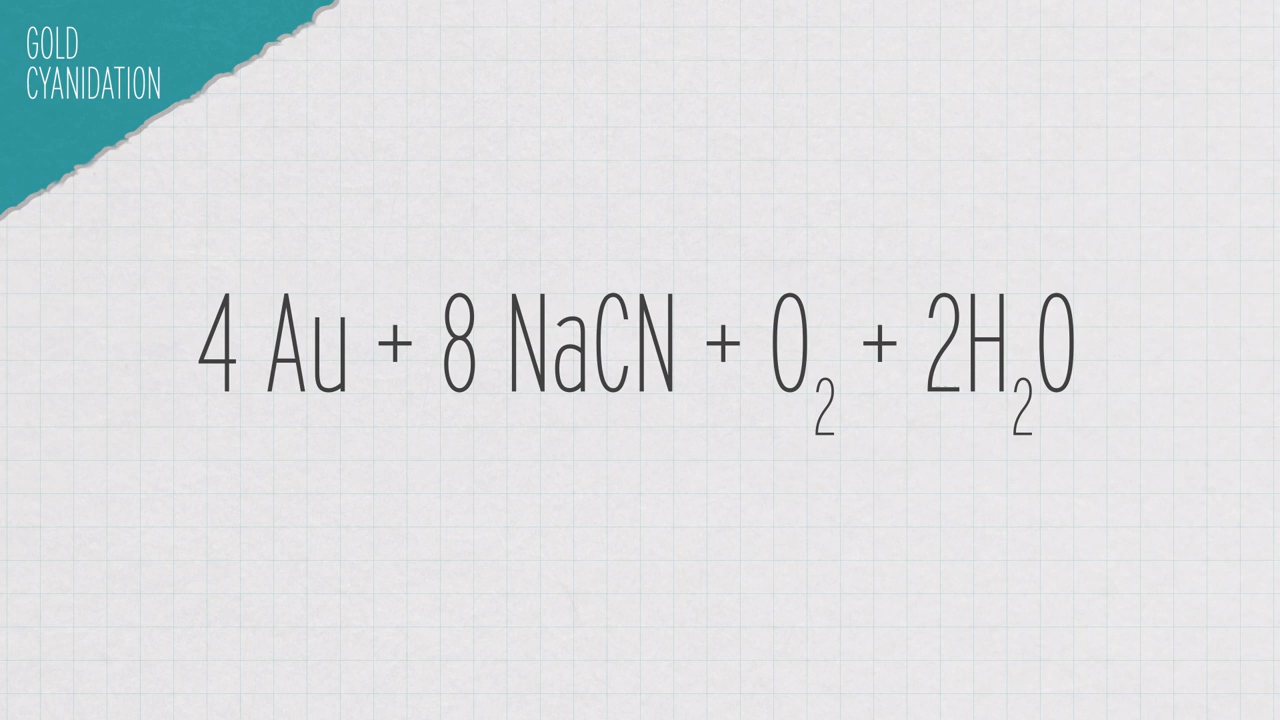 GOLD
CYANIDATION
4 Au + 8 NaCN + O₂ + 2H₂O